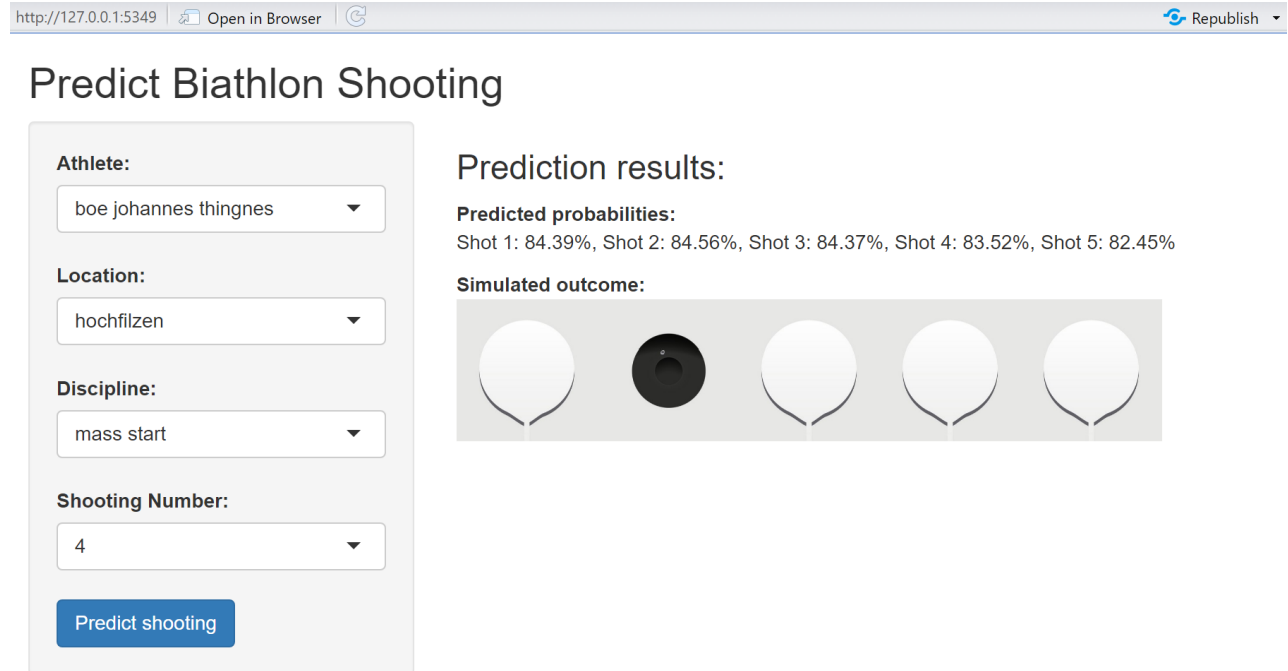 http://127.0.0.1:5349 Open in Browser Republish
Predict Biathlon Shooting
Athlete:
boe johannes thingnes
Location:
hochfilzen
Discipline:
mass start
Shooting Number:
4
Predict shooting
Prediction results:
Predicted probabilities:
Shot 1: 84.39%, Shot 2: 84.56%, Shot 3: 84.37%, Shot 4: 83.52%, Shot 5: 82.45%
Simulated outcome: